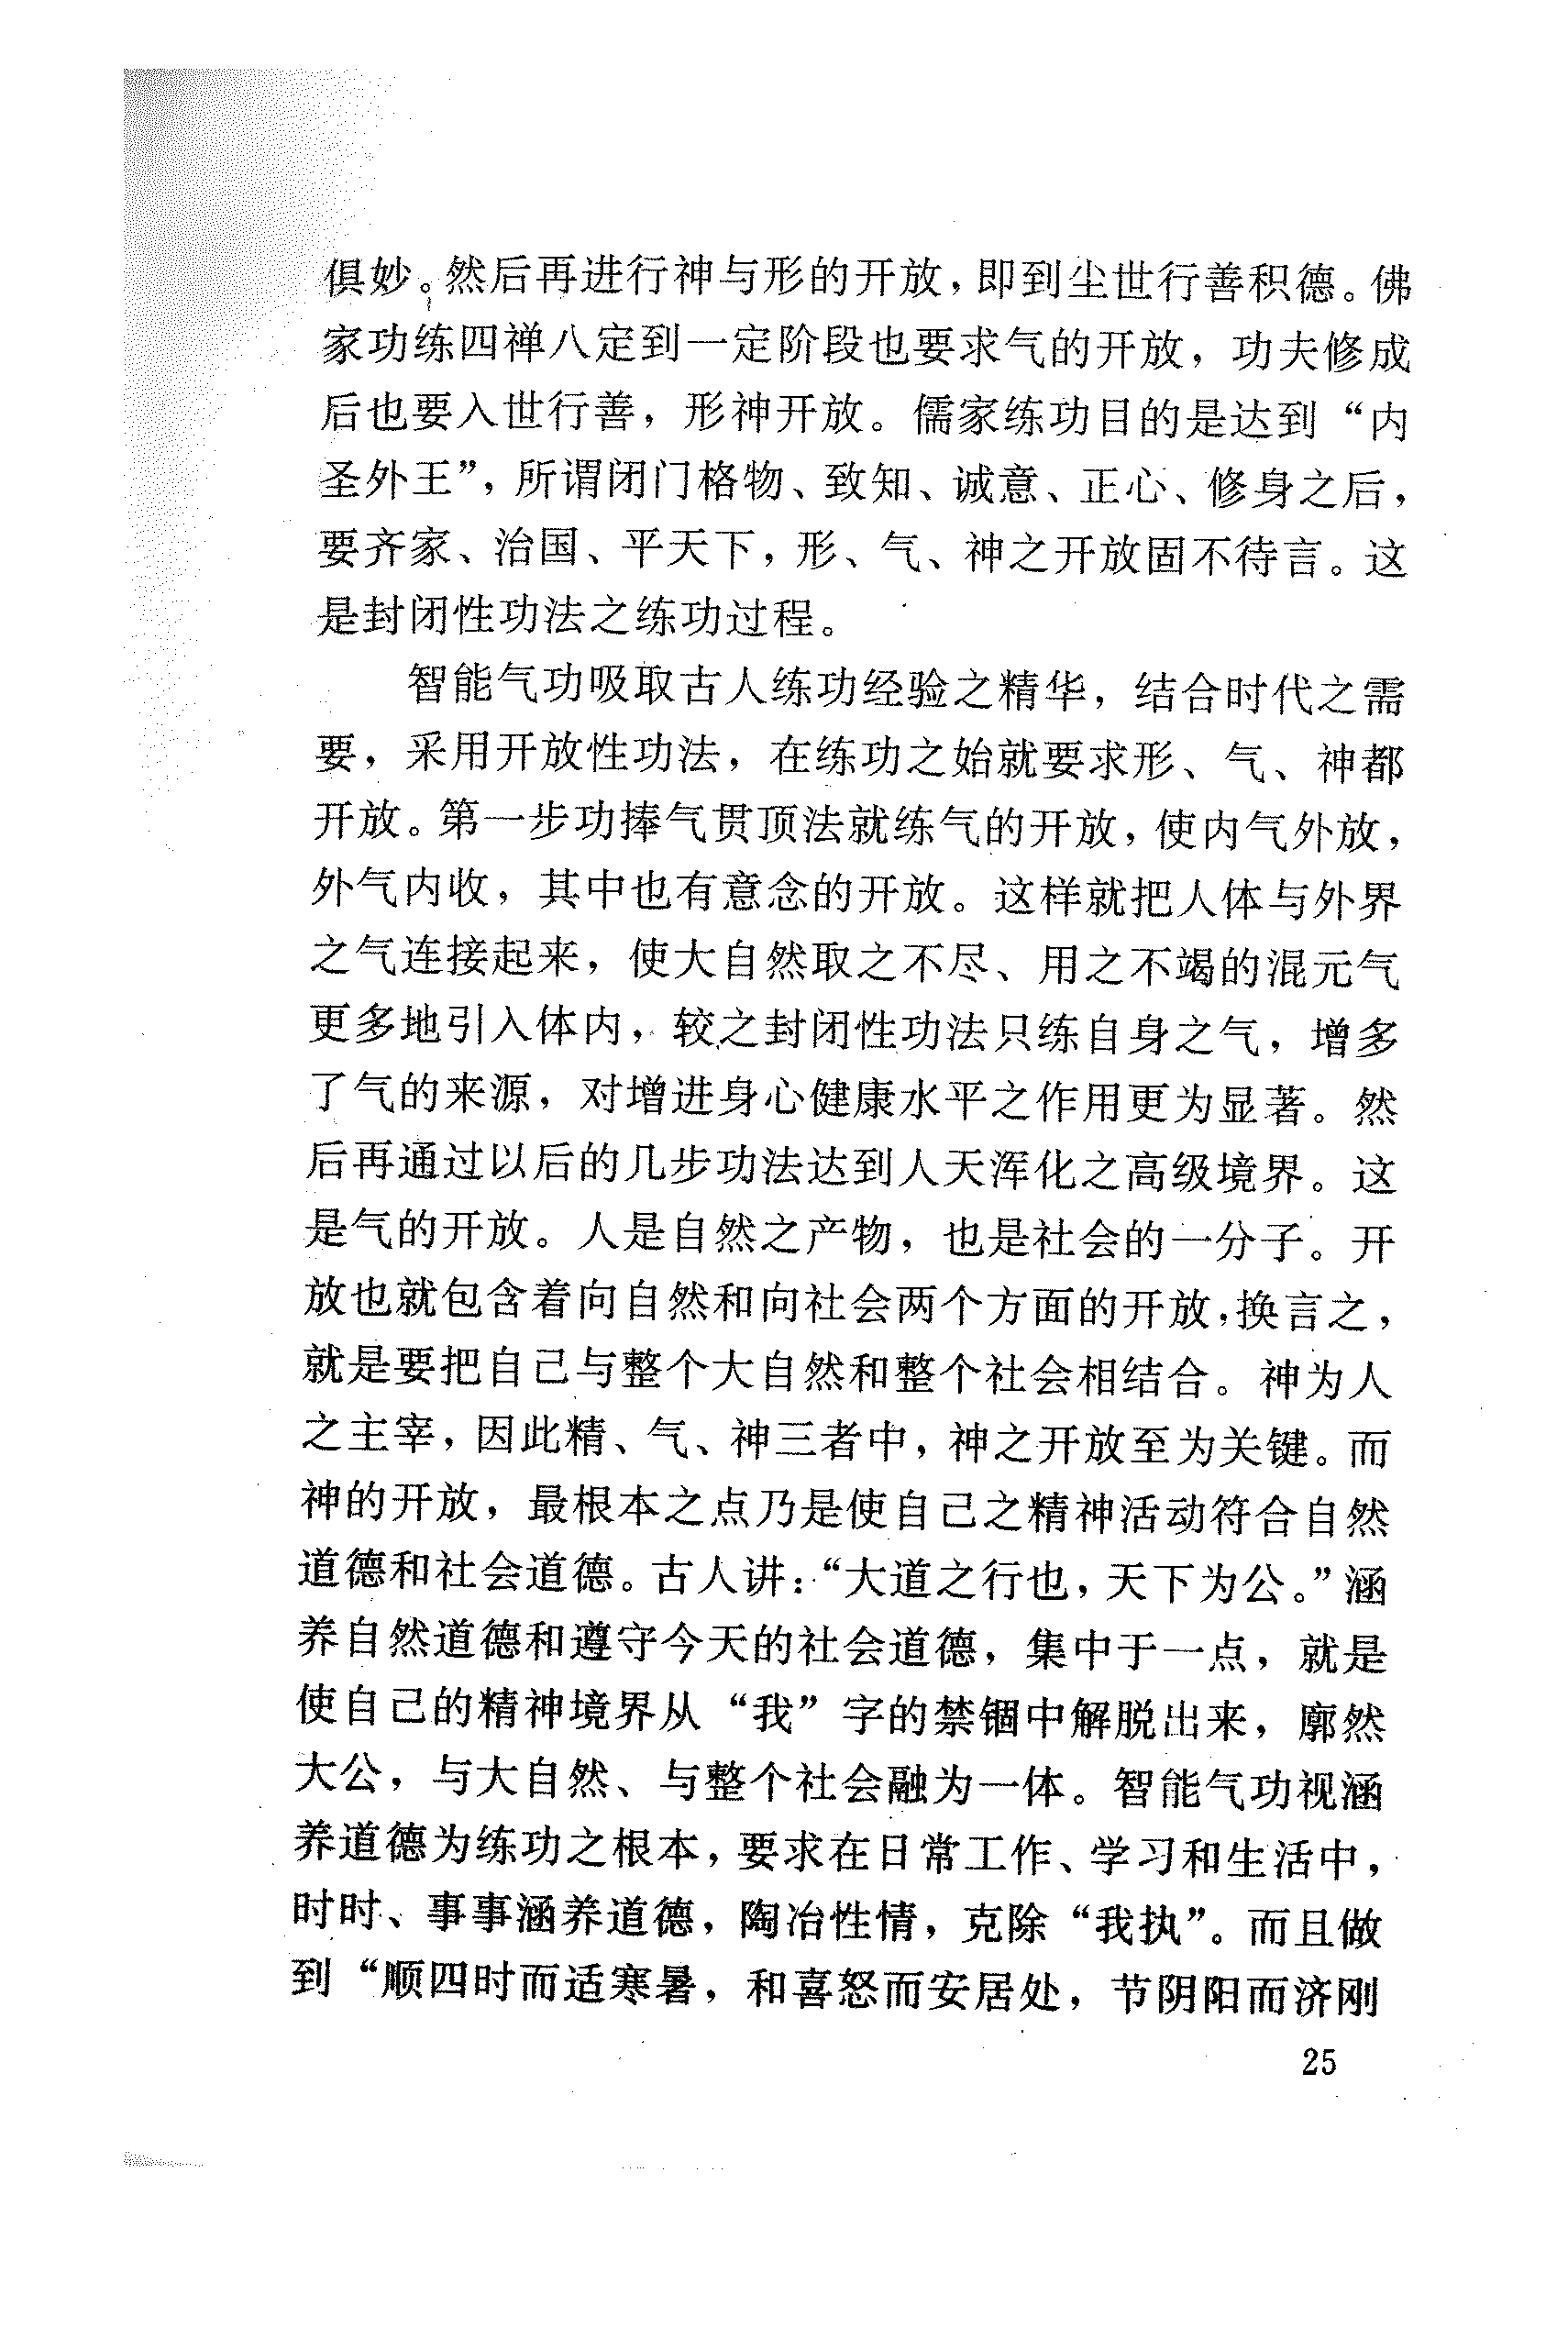 俱妙。然后再进行神与形的开放，即到尘世行善积德。佛
家功练四禅八定到一定阶段也要求气的开放，功夫修成
后也要入世行善，形神开放。儒家练功目的是达到“内
圣外王”，所谓闭门格物、致知、诚意、正心、修身之后，
要齐家、治国、平天下，形、气、神之开放固不待言。这
是封闭性功法之练功过程。
智能气功吸取古人练功经验之精华，结合时代之需
要，采用开放性功法，在练功之始就要求形、气、神都
开放。第一步功捧气贯顶法就练气的开放，使内气外放，
外气内收，其中也有意念的开放。这样就把人体与外界
之气连接起来，使大自然取之不尽、用之不竭的混元气
更多地引入体内，较之封闭性功法只练自身之气，增多
了气的来源，对增进身心健康水平之作用更为显著。然
后再通过以后的几步功法达到人天浑化之高级境界。这
是气的开放。人是自然之产物，也是社会的一分子。开
放也就包含着向自然和向社会两个方面的开放，换言之，
就是要把自己与整个大自然和整个社会相结合。神为人
之主宰，因此精、气、神三者中，神之开放至为关键。而
神的开放，最根本之点乃是使自己之精神活动符合自然
道德和社会道德。古人讲：“大道之行也，天下为公。”涵
养自然道德和遵守今天的社会道德，集中于一点，就是
使自己的精神境界从“我”字的禁锢中解脱出来，廓然
大公，与大自然、与整个社会融为一体。智能气功视涵
养道德为练功之根本，要求在日常工作、学习和生活中，
时时、事事涵养道德，陶冶性情，克除“我执”。而且做
到“顺四时而适寒暑，和喜怒而安居处，节阴阳而济刚
25